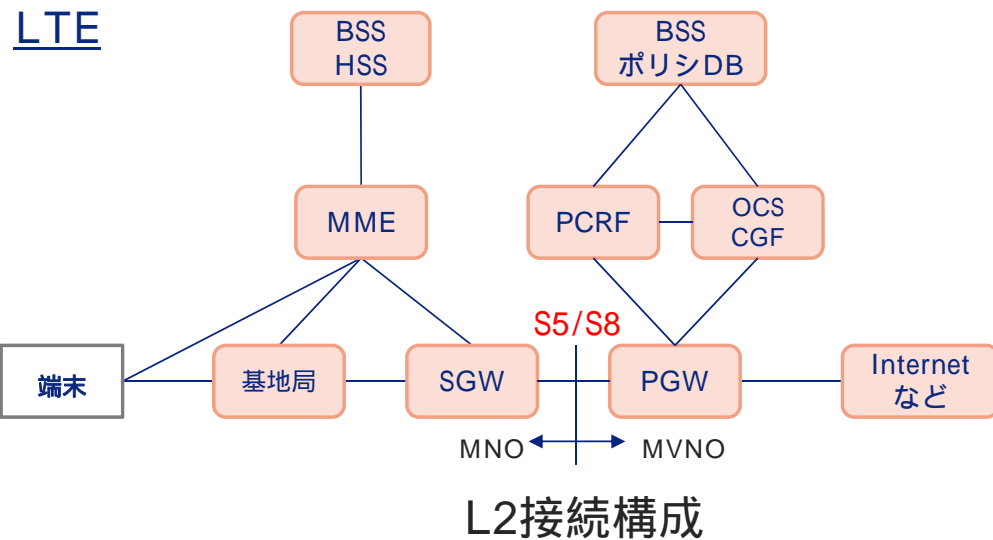 LTE
BSS
HSS
BSS
ポリシDB
MME
PCRF
OCS
CGF
S5/S8
端末
基地局
SGW
PGW
Internet
など
MNO
MVNO
L2接続構成